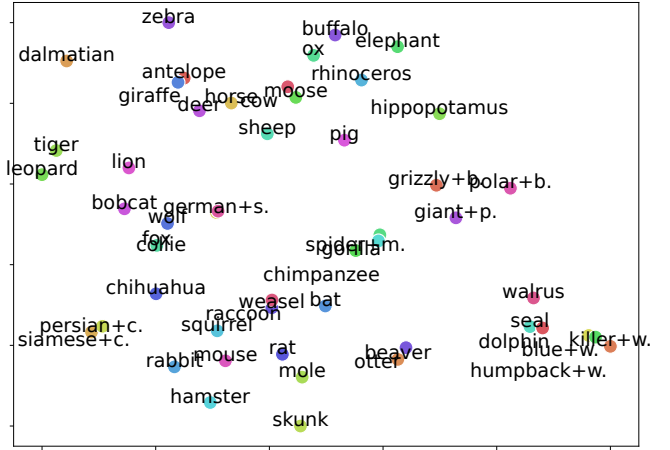 zebra
buffalo
elephant
ox
dalmatian
antelope
rhinoceros
giraffe
horse
cow
moose
deer
hippopotamus
sheep
pig
tiger
lion
leopard
grizzly+b.
polar+b.
bobcat
german+s.
giant+p.
wolf
fox
collie
spider+m.
gorilla
chimpanzee
chihuahua
walrus
weasel
bat
raccoon
persian+c.
squirrel
seal
siamese+c.
dolphin
killer+w.
blue+w.
rat
beaver
mouse
rabbit
otter
mole
humpback+w.
hamster
skunk